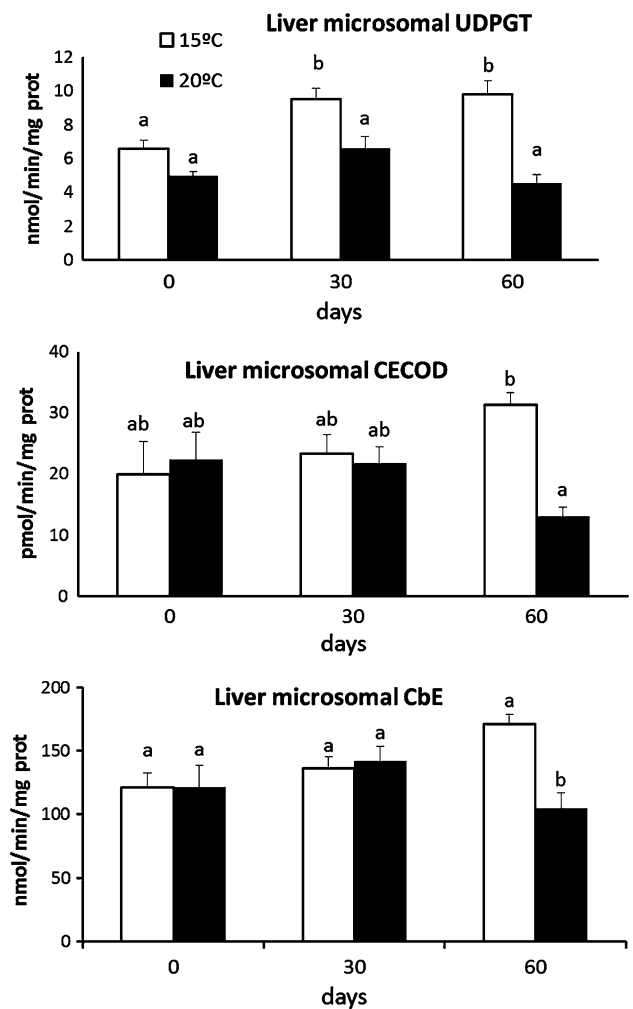 Liver microsomal UDPGT
15ºC
20ºC
nmol/min/mg prot
12
10
8
6
4
2
0
a
a
b
a
b
a
0 30 60
days
Liver microsomal CECOD
pmol/min/mg prot
40
30
20
10
0
ab
ab
ab
ab
b
a
0 30 60
days
Liver microsomal CbE
nmol/min/mg prot
200
150
100
50
0
a
a
a
a
a
b
0 30 60
days